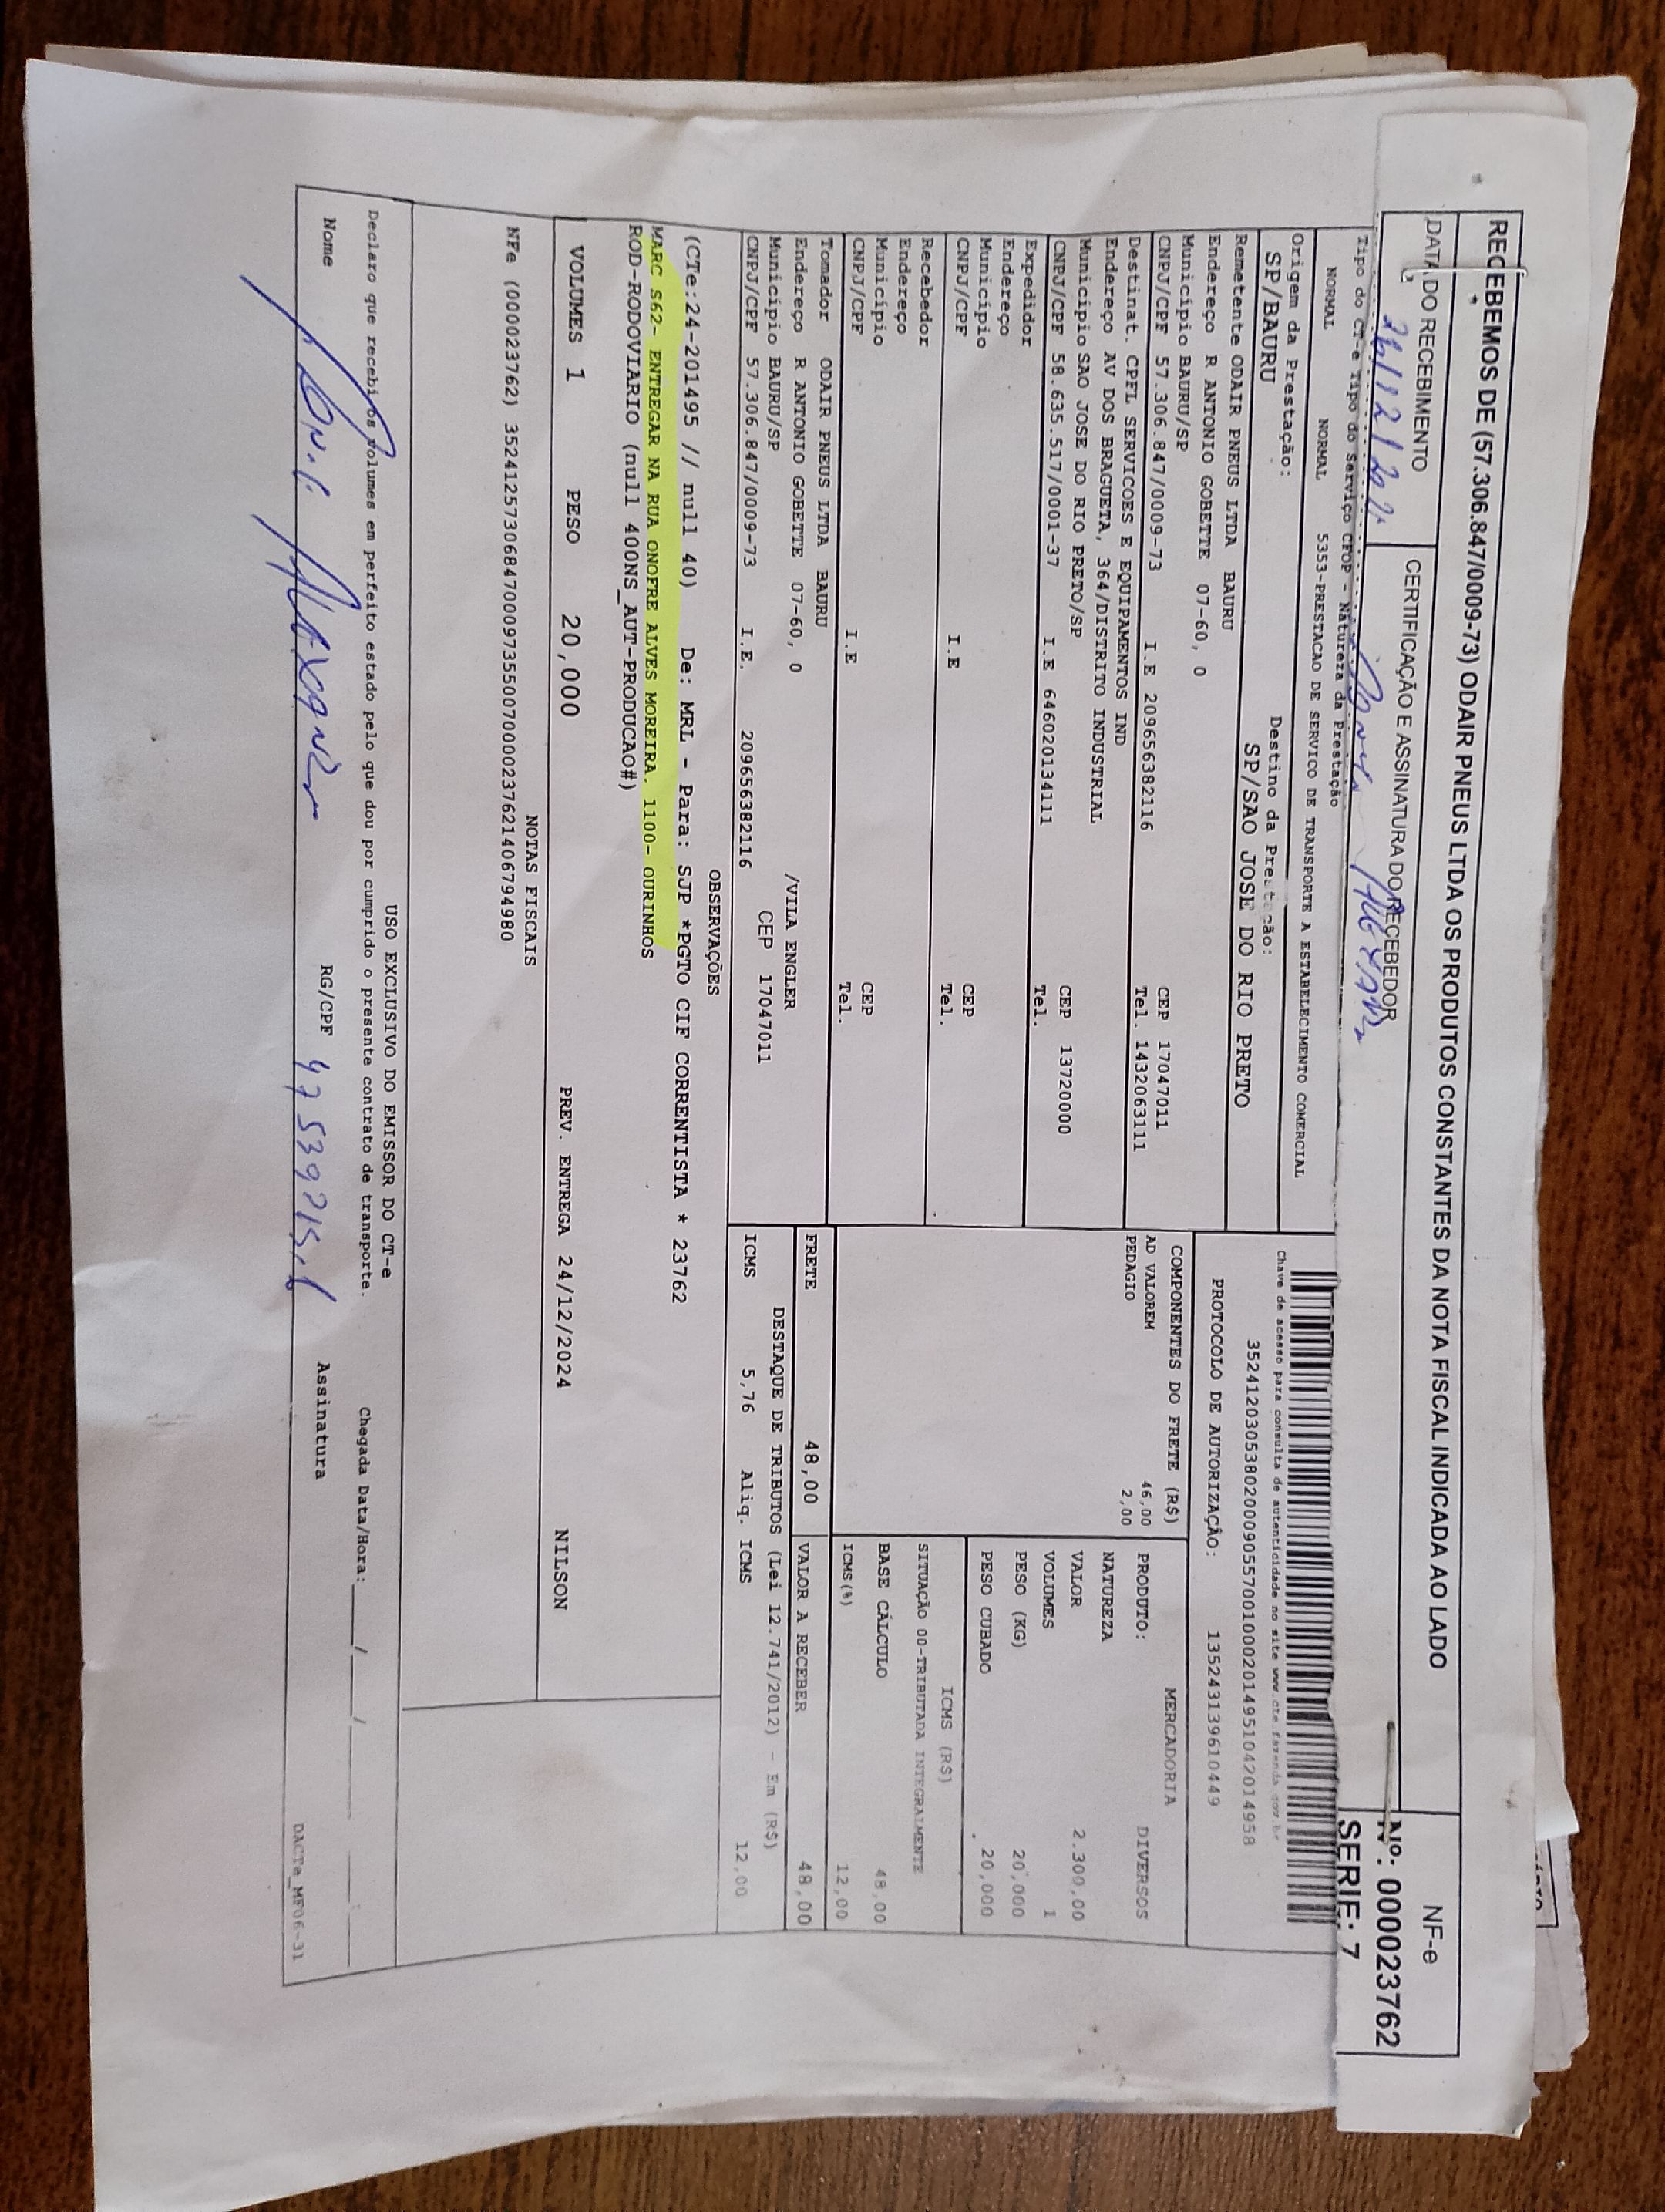 RECEBEMOS DE (57.306.847/0009-73) ODAIR PNEUS LTDA OS PRODUTOS CONSTANTES DA NOTA FISCAL INDICADA AO LADO
DATA DO RECEBIMENTO
CERTIFICAÇÃO E ASSINATURA DO RECEBEDOR
NF-e
Nº: 000023762
SERIE: 7
Tipo do CT-e Tipo do Serviço CFOP - Natureza da Prestação
NORMAL NORMAL 5353-PRESTACAO DE SERVICO DE TRANSPORTE A ESTABELECIMENTO COMERCIAL
Origem da Prestação: Destino da Prestação:
SP/BAURU SP/SAO JOSE DO RIO PRETO
Remetente ODAIR PNEUS LTDA BAURU
Endereço R ANTONIO GOBETTE 07-60, 0
Município BAURU/SP CEP 17047011
CNPJ/CPF 57.306.847/0009-73 I.E 209656382116 Tel. 1432063111
Destinat. CPFL SERVICOES E EQUIPAMENTOS IND
Endereço AV DOS BRAGUETA, 364/DISTRITO INDUSTRIAL
Município SAO JOSE DO RIO PRETO/SP CEP 13720000
CNPJ/CPF 58.635.517/0001-37 I.E 646020134111 Tel.
Expedidor
Endereço
Município CEP
CNPJ/CPF I.E Tel.
Recebedor
Endereço
Município CEP
CNPJ/CPF I.E Tel.
Tomador ODAIR PNEUS LTDA BAURU
Endereço R ANTONIO GOBETTE 07-60, 0 /VILA ENGLER
Município BAURU/SP CEP 17047011
CNPJ/CPF 57.306.847/0009-73 I.E. 209656382116
Chave de acesso para consulta de autenticidade no site www.cte.fazenda.gov.br
35241203053802000905570010002014951042014958
PROTOCOLO DE AUTORIZAÇÃO: 135243139610449
COMPONENTES DO FRETE (R$)
AD VALOREM 46,00
PEDAGIO 2,00
MERCADORIA
PRODUTO: DIVERSOS
NATUREZA
VALOR 2.300,00
VOLUMES 1
PESO (KG) 20,000
PESO CUBADO 20,000
ICMS (R$)
SITUAÇÃO 00-TRIBUTADA INTEGRALMENTE
BASE CÁLCULO 48,00
ICMS(%) 12,00
FRETE 48,00
VALOR A RECEBER 48,00
DESTAQUE DE TRIBUTOS (Lei 12.741/2012) - Em (R$)
ICMS 5,76 Aliq. ICMS 12,00
OBSERVAÇÕES
(CTe:24-201495 // null 40) De: MRL - Para: SJP *PGTO CIF CORRENTISTA * 23762
MARC S62- ENTREGAR NA RUA ONOFRE ALVES MOREIRA. 1100- OURINHOS
ROD-RODOVIARIO (null 400NS_AUT-PRODUCAO#)
VOLUMES 1 PESO 20,000 PREV. ENTREGA 24/12/2024 NILSON
NOTAS FISCAIS
NFe (000023762) 35241257306847000973550070000237621406794980
USO EXCLUSIVO DO EMISSOR DO CT-e
Declaro que recebi os volumes em perfeito estado pelo que dou por cumprido o presente contrato de transporte. Chegada Data/Hora:
Nome RG/CPF Assinatura
DACTe_MF06-31